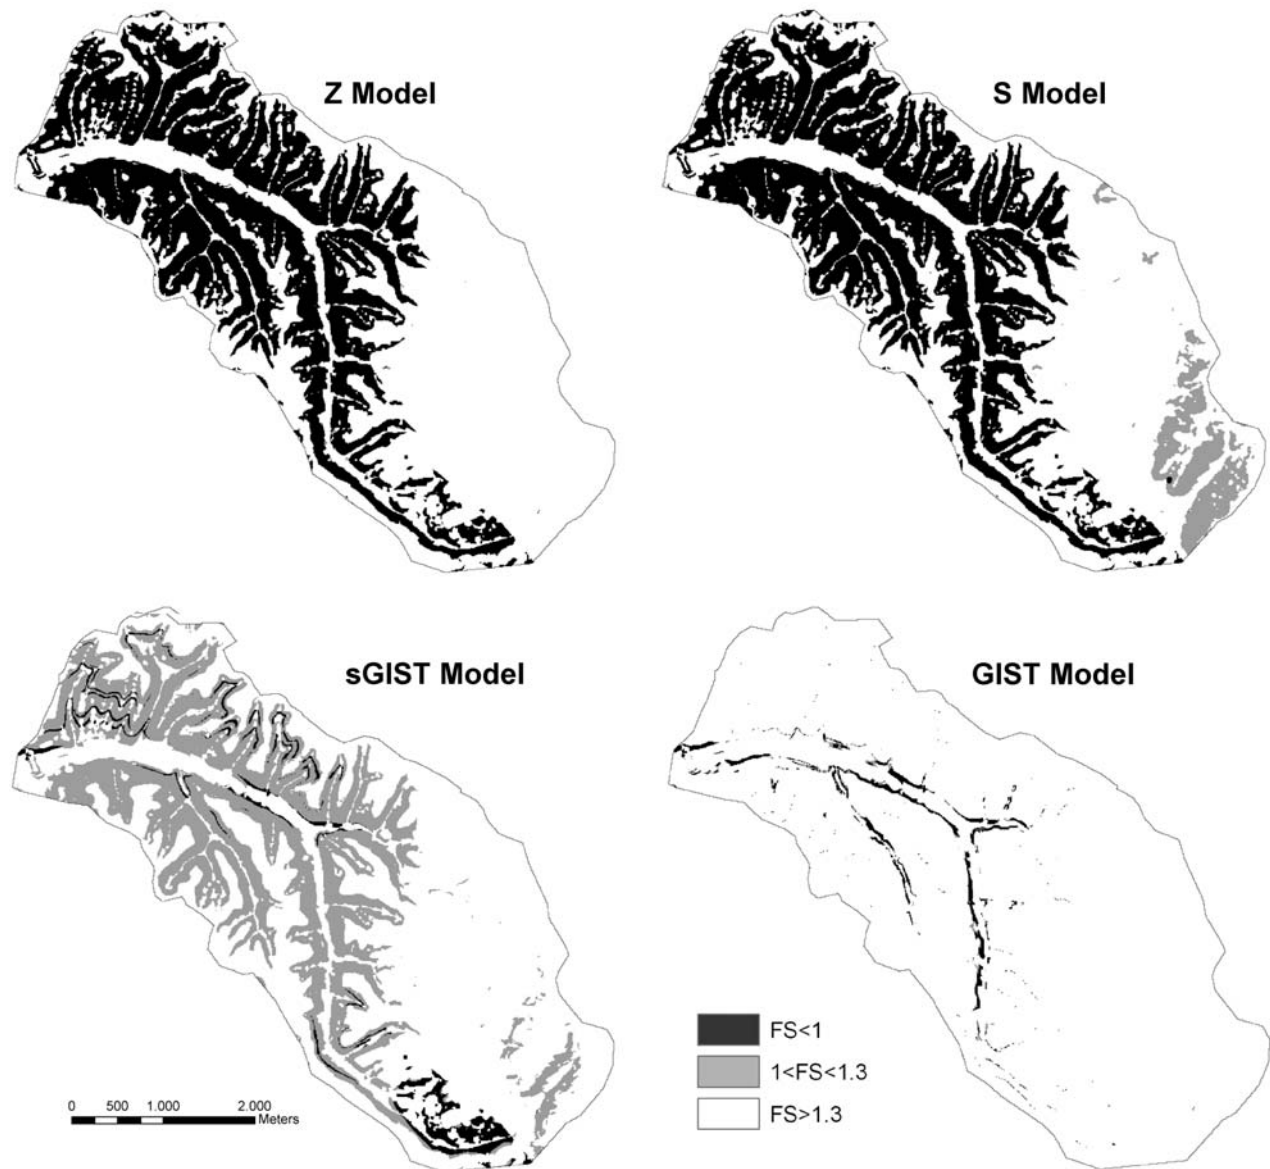 Z Model
S Model
sGIST Model
GIST Model
FS<1
1<FS<1.3
FS>1.3
0 500 1.000 2.000
Meters